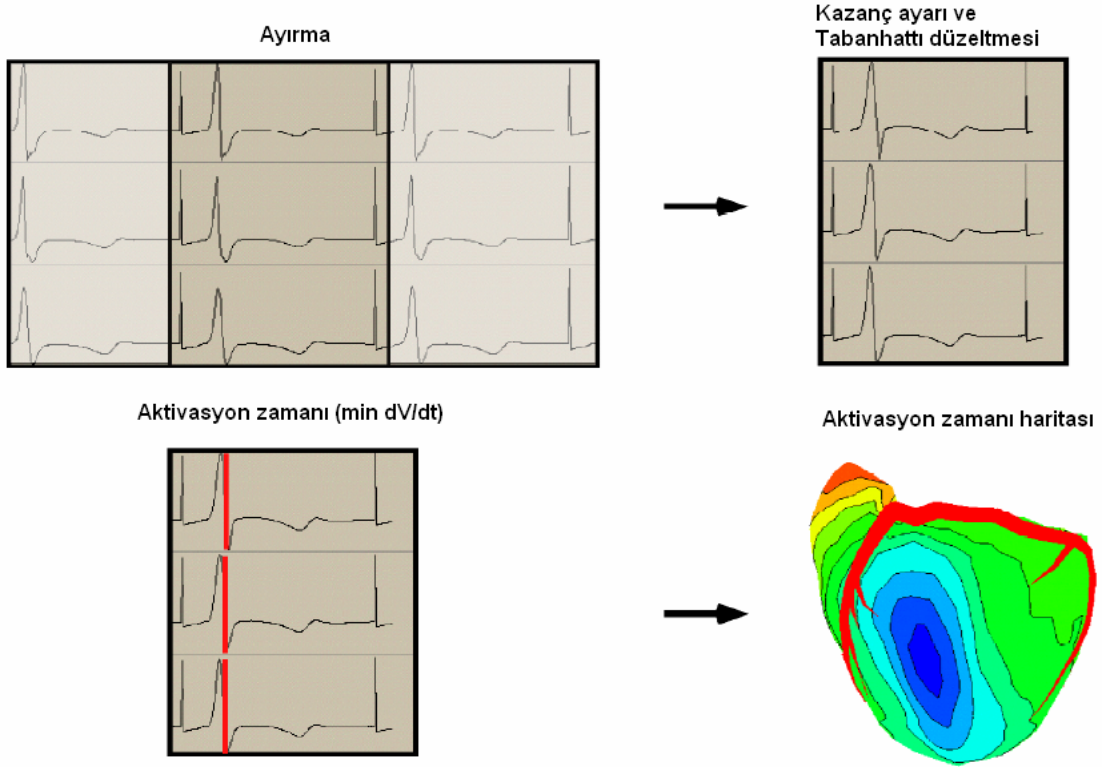 Ayırma
Kazanç ayarı ve
Tabanhattı düzeltmesi
Aktivasyon zamanı (min dV/dt)
Aktivasyon zamanı haritası